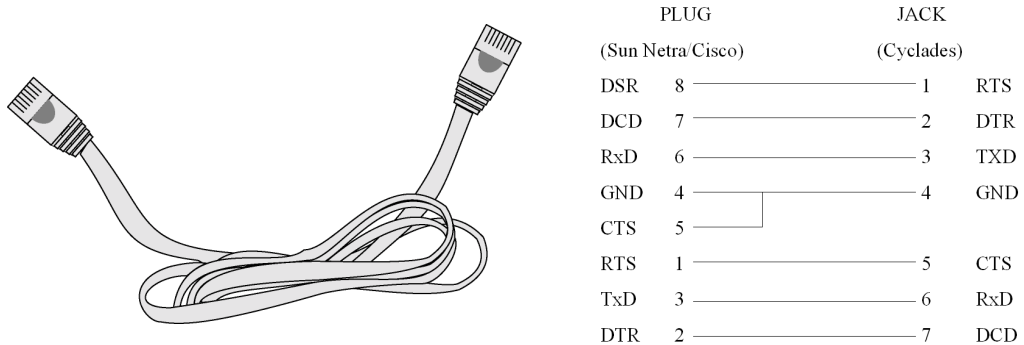 PLUG JACK
(Sun Netra/Cisco) (Cyclades)
DSR 8 1 RTS
DCD 7 2 DTR
RxD 6 3 TXD
GND 4 4 GND
CTS 5
RTS 1 5 CTS
TxD 3 6 RxD
DTR 2 7 DCD